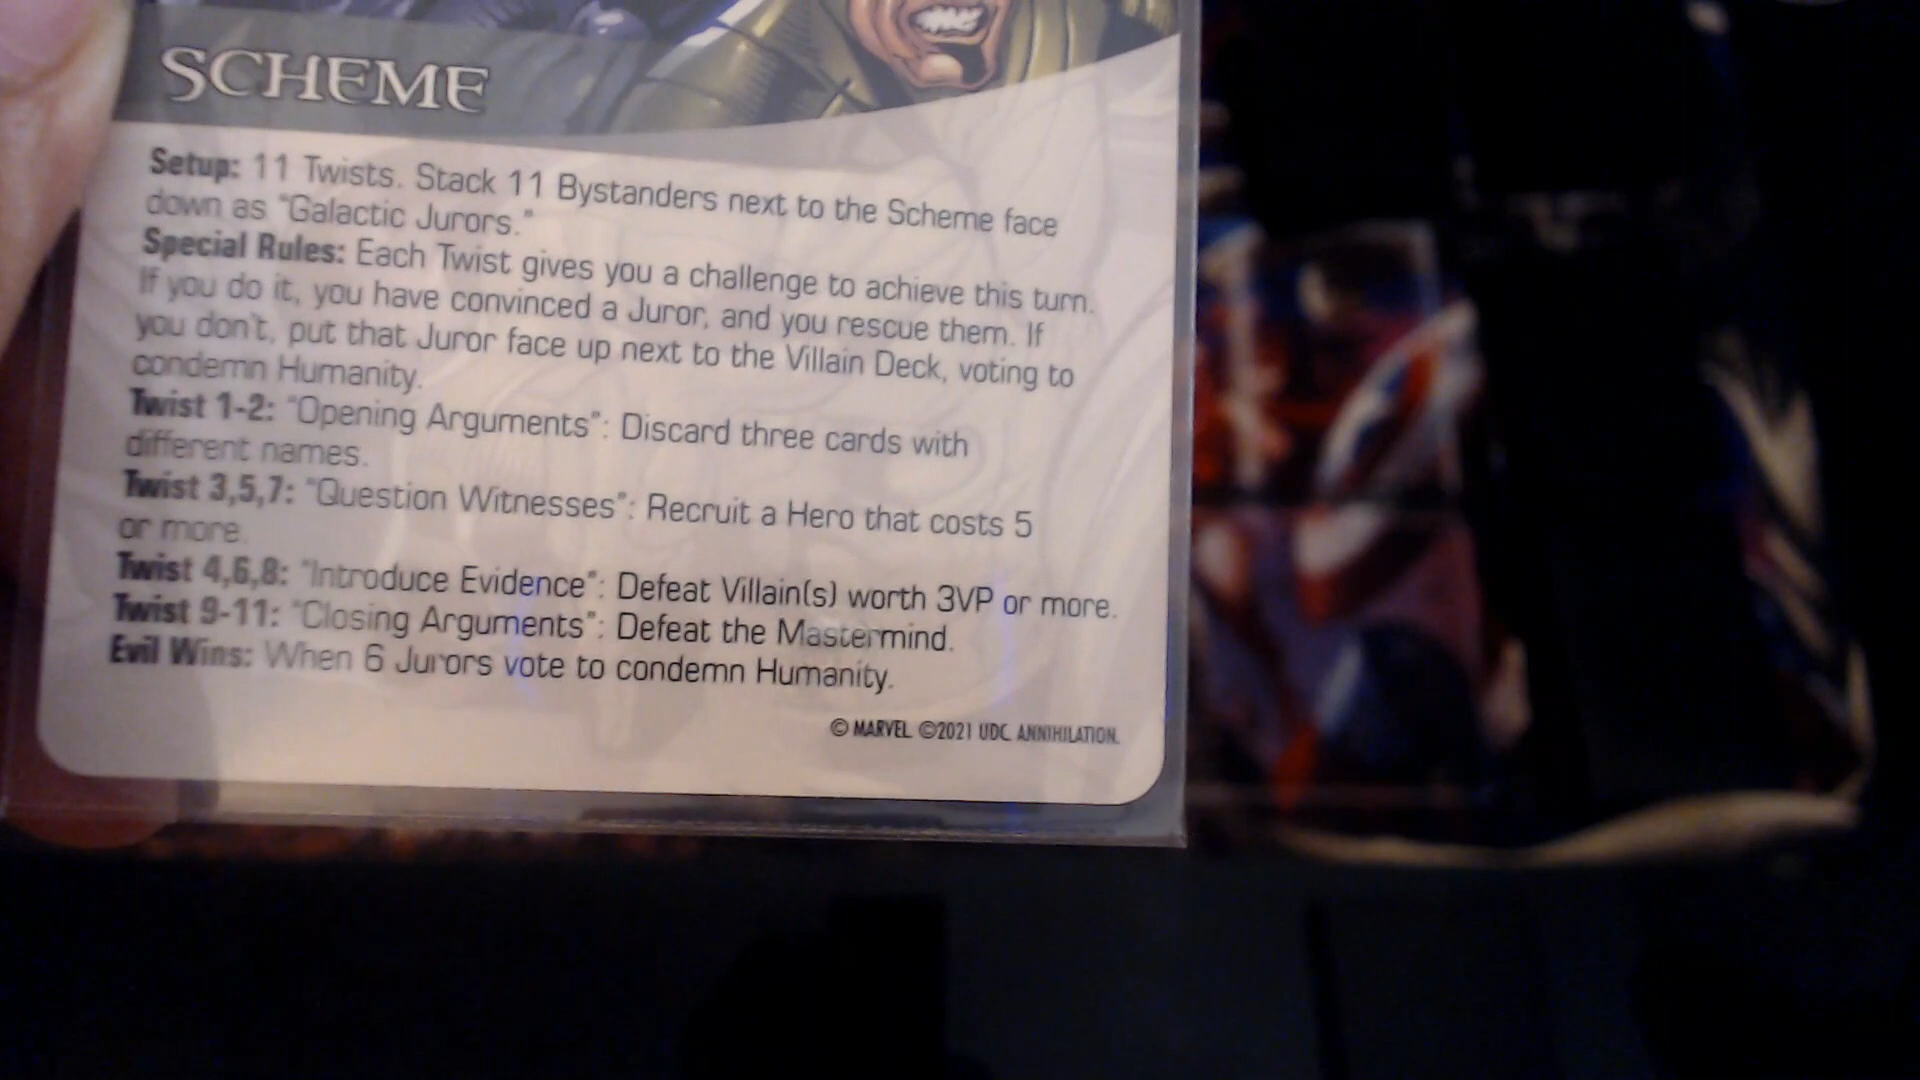 SCHEME
Setup: 11 Twists. Stack 11 Bystanders next to the Scheme face
down as "Galactic Jurors."
Special Rules: Each Twist gives you a challenge to achieve this turn.
If you do it, you have convinced a Juror, and you rescue them. If
you don't, put that Juror face up next to the Villain Deck, voting to
condemn Humanity.
Twist 1-2: "Opening Arguments": Discard three cards with
different names.
Twist 3,5,7: "Question Witnesses": Recruit a Hero that costs 5
or more.
Twist 4,6,8: "Introduce Evidence": Defeat Villain(s) worth 3VP or more.
Twist 9-11: "Closing Arguments": Defeat the Mastermind.
Evil Wins: When 6 Jurors vote to condemn Humanity.
© MARVEL ©2021 UDC. ANNIHILATION.